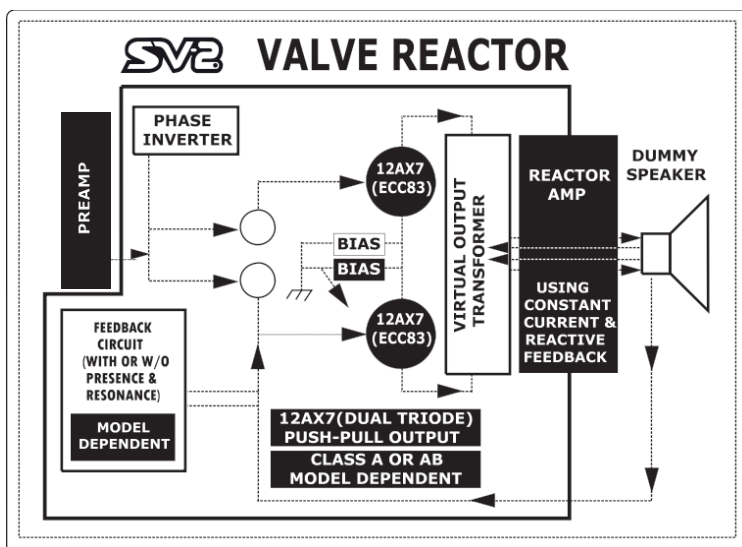 SV-2 VALVE REACTOR
PREAMP
PHASE
INVERTER
12AX7
(ECC83)
BIAS
BIAS
12AX7
(ECC83)
VIRTUAL OUTPUT
TRANSFORMER
REACTOR
AMP
USING
CONSTANT
CURRENT &
REACTIVE
FEEDBACK
DUMMY
SPEAKER
FEEDBACK
CIRCUIT
(WITH OR W/O
PRESENCE &
RESONANCE)
MODEL
DEPENDENT
12AX7(DUAL TRIODE)
PUSH-PULL OUTPUT
CLASS A OR AB
MODEL DEPENDENT